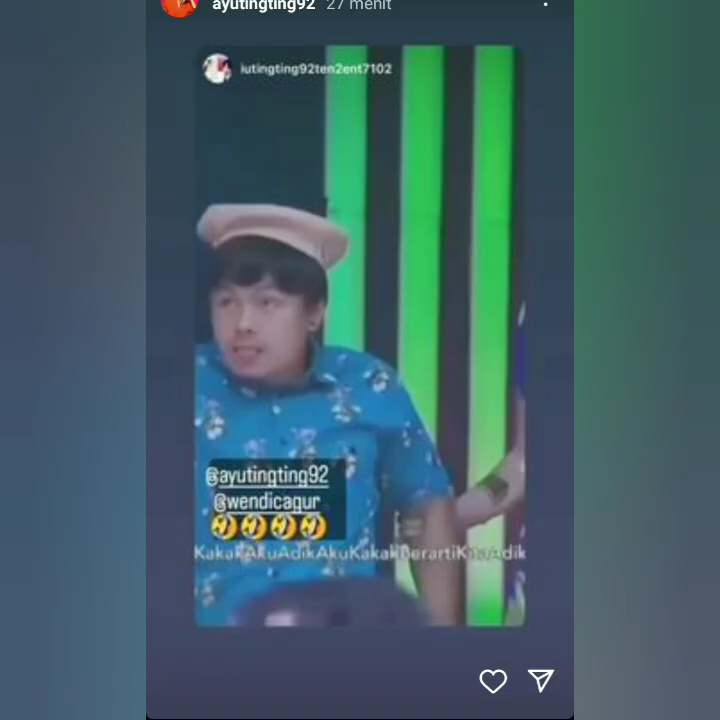 ayutingting92 27 menit
iutingting92ten2ent7102
@ayutingting92
@wendicagur
KakakAkuAdikAkuKakakBerartiKitaAdik